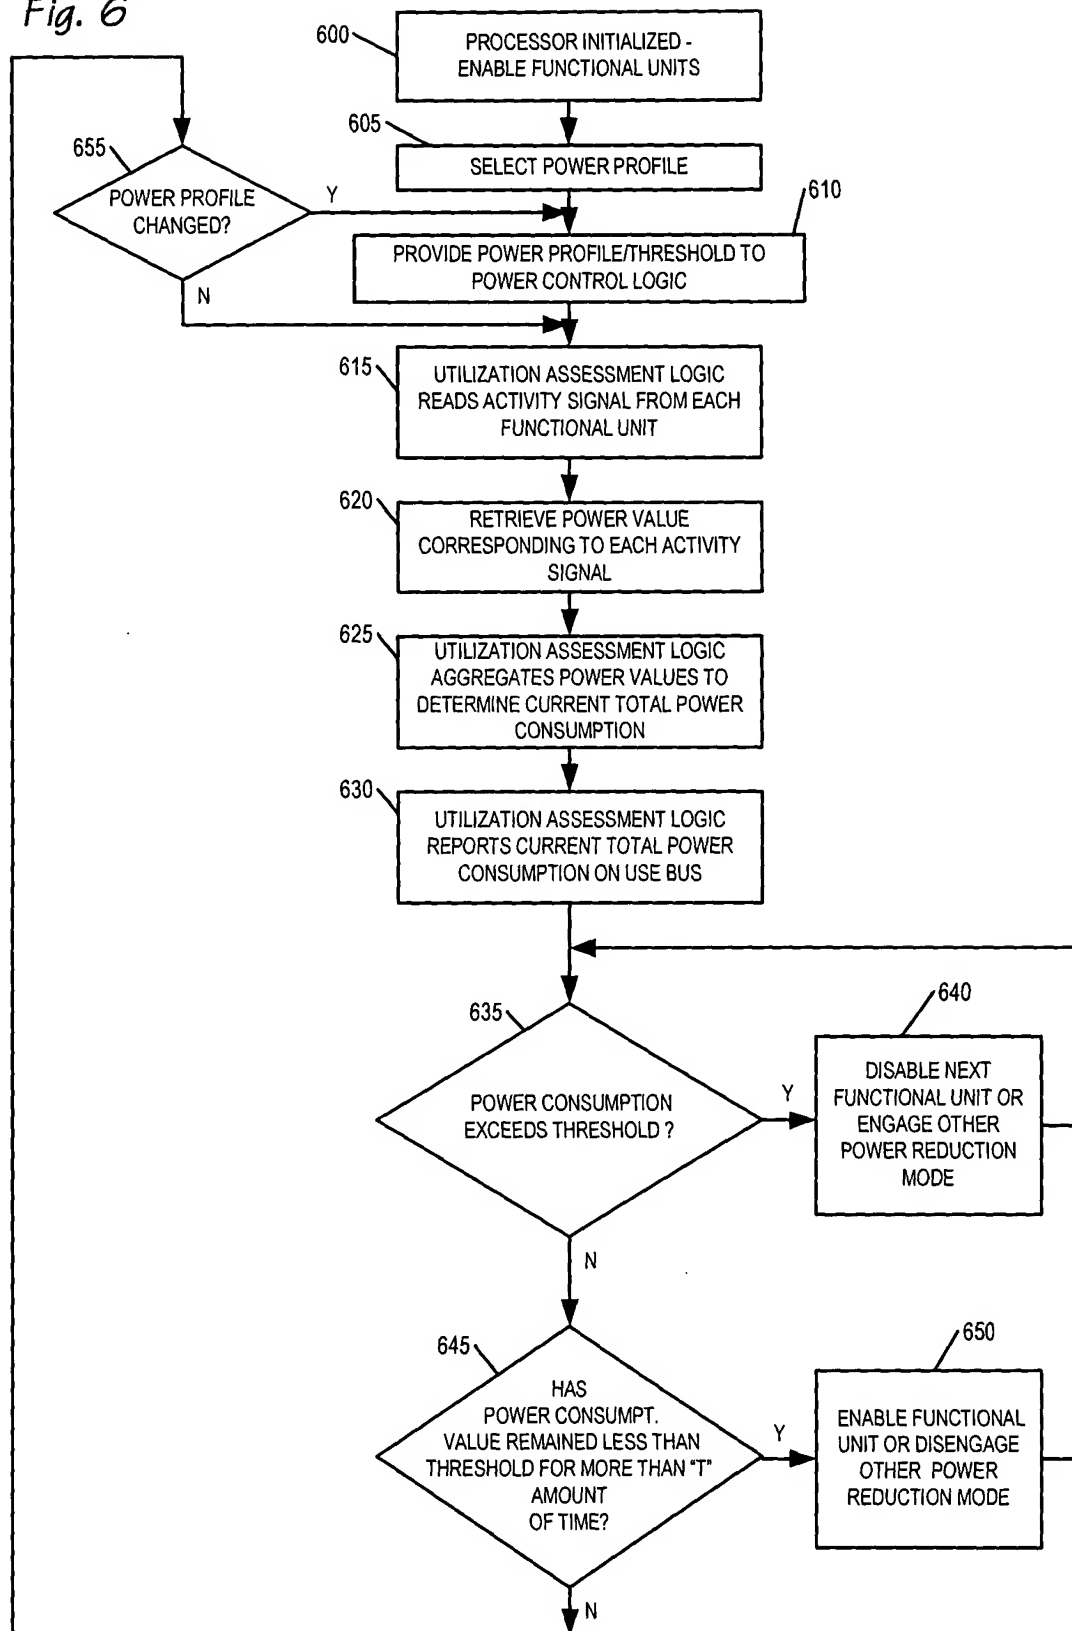 Fig. 6
600
PROCESSOR INITIALIZED -
ENABLE FUNCTIONAL UNITS
605
SELECT POWER PROFILE
655
POWER PROFILE
CHANGED?
Y
N
610
PROVIDE POWER PROFILE/THRESHOLD TO
POWER CONTROL LOGIC
615
UTILIZATION ASSESSMENT LOGIC
READS ACTIVITY SIGNAL FROM EACH
FUNCTIONAL UNIT
620
RETRIEVE POWER VALUE
CORRESPONDING TO EACH ACTIVITY
SIGNAL
625
UTILIZATION ASSESSMENT LOGIC
AGGREGATES POWER VALUES TO
DETERMINE CURRENT TOTAL POWER
CONSUMPTION
630
UTILIZATION ASSESSMENT LOGIC
REPORTS CURRENT TOTAL POWER
CONSUMPTION ON USE BUS
635
POWER CONSUMPTION
EXCEEDS THRESHOLD ?
Y
N
640
DISABLE NEXT
FUNCTIONAL UNIT OR
ENGAGE OTHER
POWER REDUCTION
MODE
645
HAS
POWER CONSUMPT.
VALUE REMAINED LESS THAN
THRESHOLD FOR MORE THAN "T"
AMOUNT
OF TIME?
Y
N
650
ENABLE FUNCTIONAL
UNIT OR DISENGAGE
OTHER POWER
REDUCTION MODE